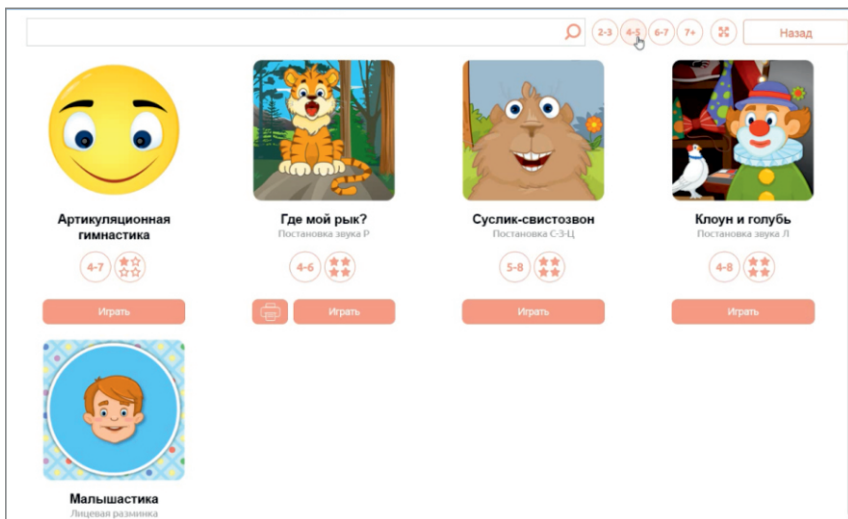 2-3 4-5 6-7 7+ Назад
Артикуляционная
гимнастика
4-7
Играть
Где мой рык?
Постановка звука Р
4-6
Играть
Суслик-свистозвон
Постановка С-З-Ц
5-8
Играть
Клоун и голубь
Постановка звука Л
4-8
Играть
Малышастика
Лицевая разминка